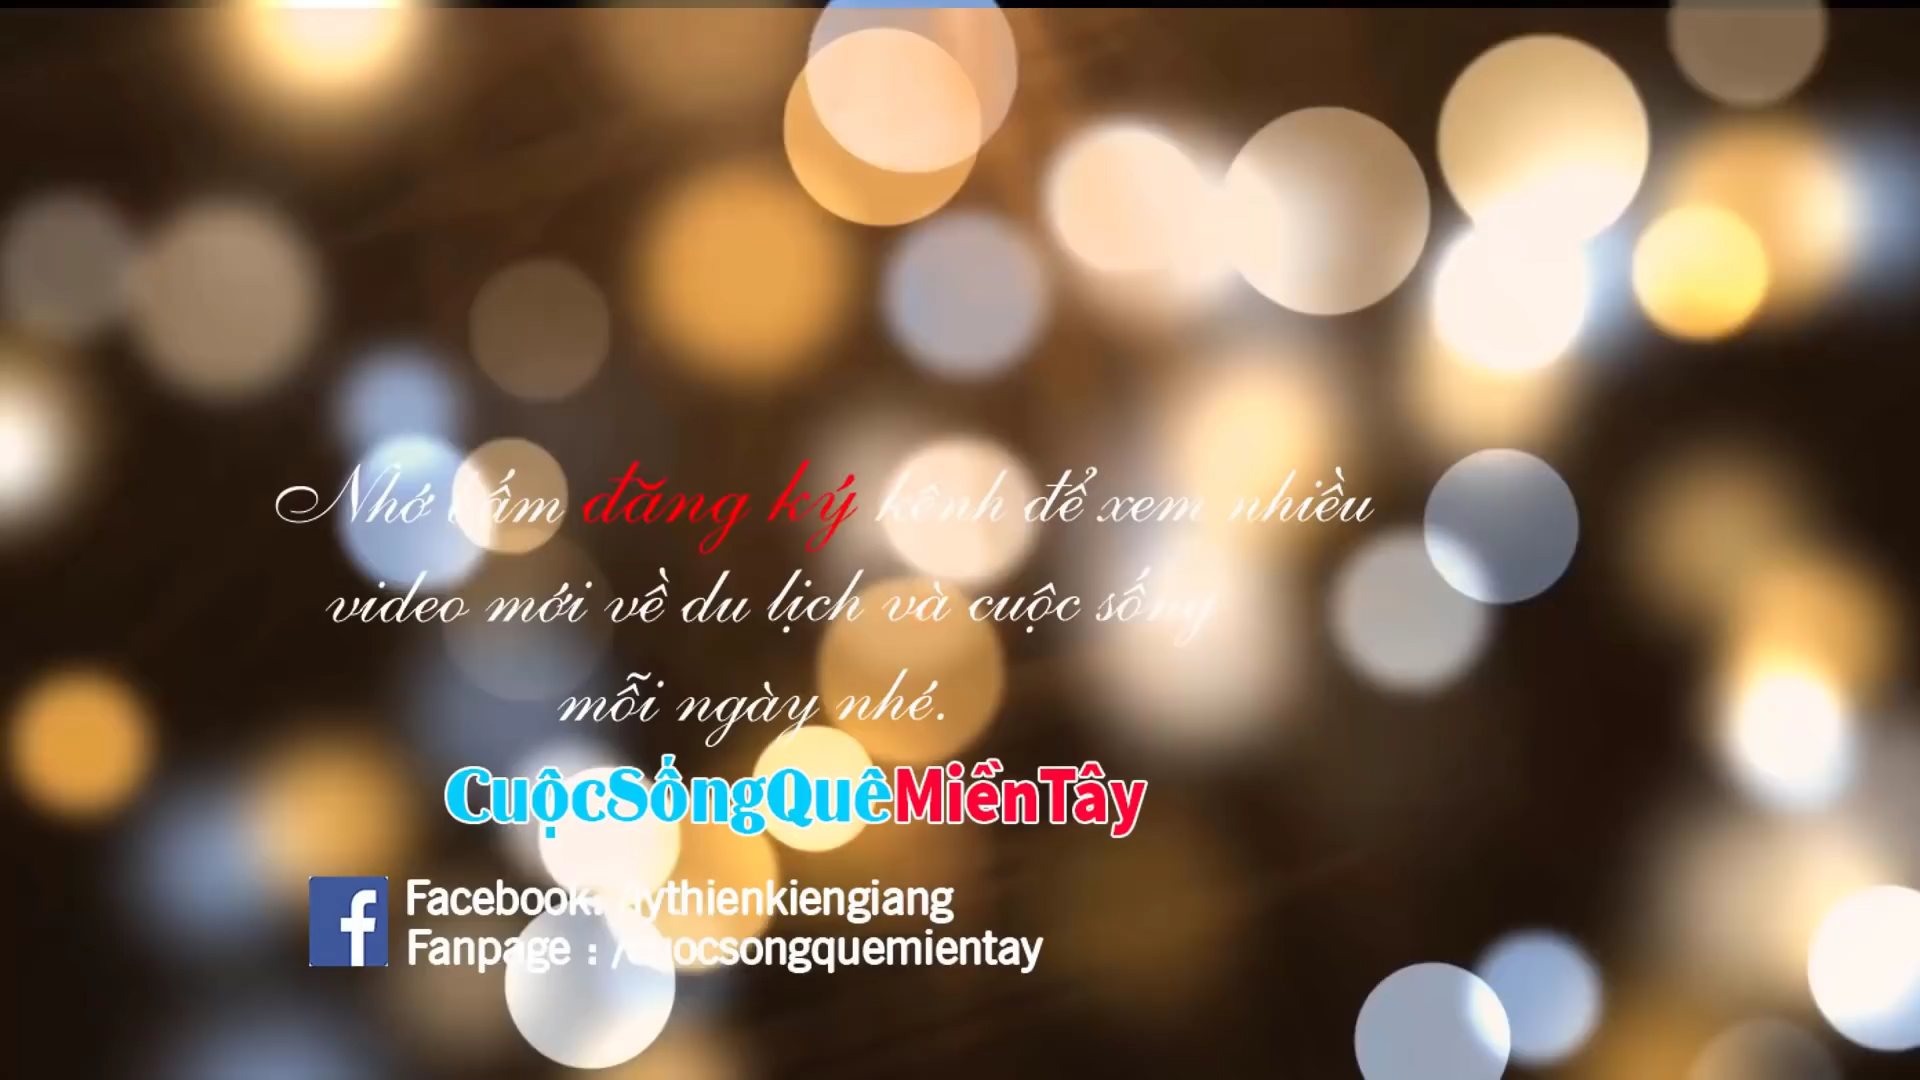 Nhớ bấm đăng ký kênh để xem nhiều
video mới về du lịch và cuộc sống
mỗi ngày nhé.
CuộcSốngQuêMiềnTây
Facebook: /lythienkiengiang
Fanpage : /cuocsongquemientay